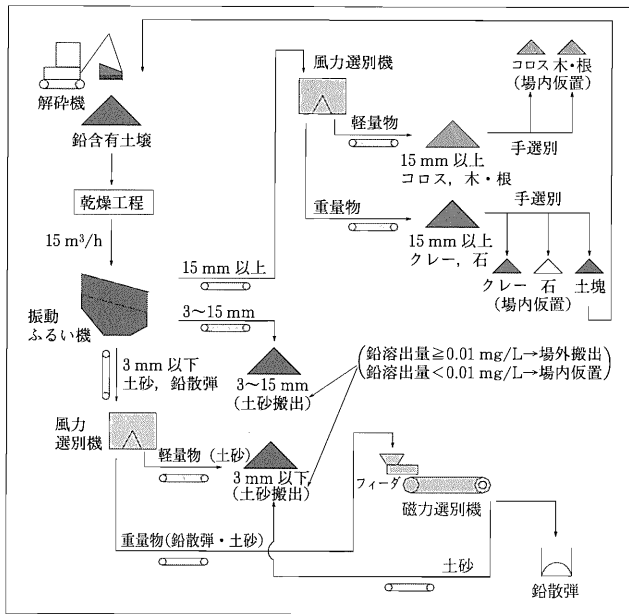 解砕機
鉛含有土壌
乾燥工程
15 m³/h
振動
ふるい機
15 mm 以上
3〜15 mm
3 mm 以下
土砂, 鉛散弾
3〜15 mm
(土砂搬出)
風力選別機
軽量物
15 mm 以上
コロス, 木・根
手選別
コロス 木・根
(場内仮置)
重量物
15 mm 以上
クレー, 石
手選別
クレー 石 土塊
(場内仮置)
(鉛溶出量≧0.01 mg/L→場外搬出)
(鉛溶出量<0.01 mg/L→場内仮置)
風力
選別機
軽量物 (土砂)
3 mm 以下
(土砂搬出)
重量物(鉛散弾・土砂)
フィーダ
磁力選別機
土砂
鉛散弾